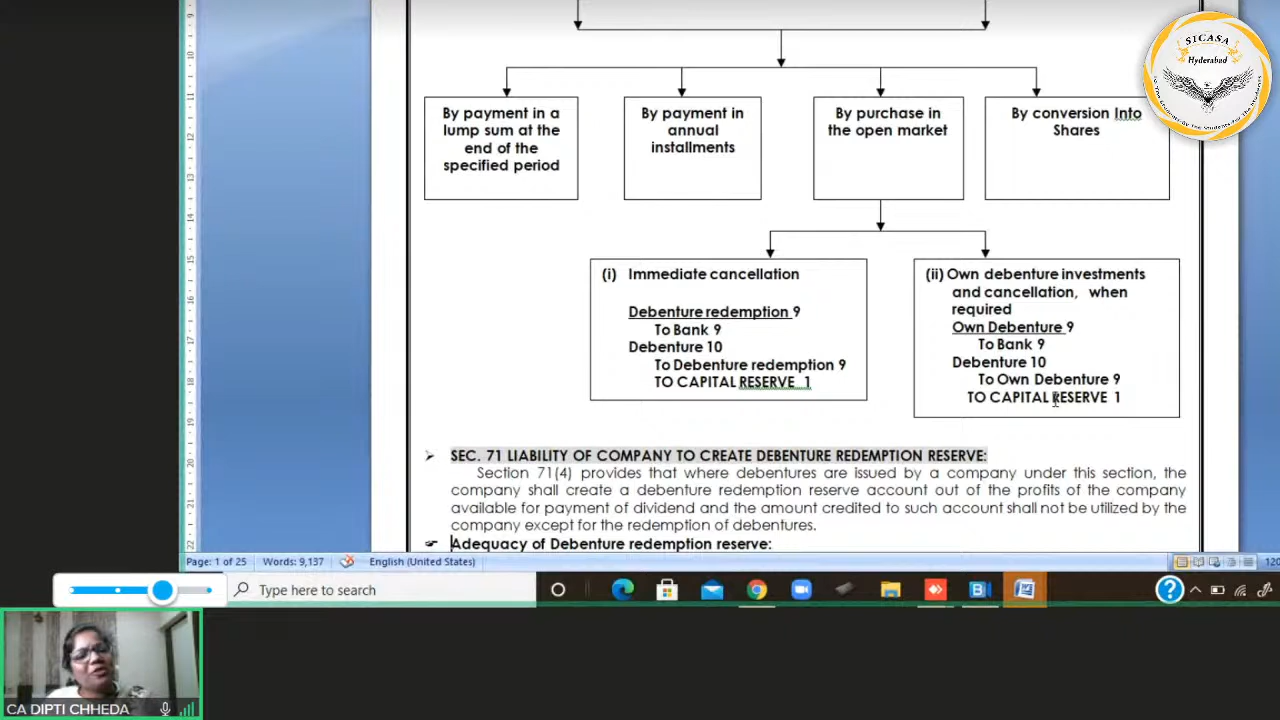 SICASA
Hyderabad
By payment in a
lump sum at the
end of the
specified period
By payment in
annual
installments
By purchase in
the open market
By conversion Into
Shares
(i) Immediate cancellation
Debenture redemption 9
To Bank 9
Debenture 10
To Debenture redemption 9
TO CAPITAL RESERVE 1
(ii) Own debenture investments
and cancellation, when
required
Own Debenture 9
To Bank 9
Debenture 10
To Own Debenture 9
TO CAPITAL RESERVE 1
SEC. 71 LIABILITY OF COMPANY TO CREATE DEBENTURE REDEMPTION RESERVE:
Section 71(4) provides that where debentures are issued by a company under this section, the
company shall create a debenture redemption reserve account out of the profits of the company
available for payment of dividend and the amount credited to such account shall not be utilized by the
company except for the redemption of debentures.
Adequacy of Debenture redemption reserve:
Page: 1 of 25 Words: 9,137 English (United States) 120
Type here to search
CA DIPTI CHHEDA